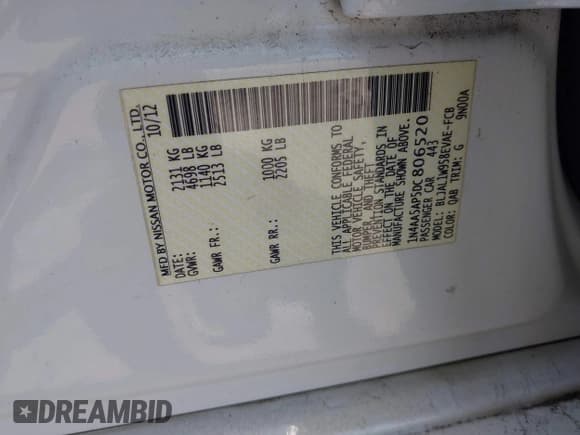 MFD BY NISSAN MOTOR CO., LTD.
DATE: 10/12
GVWR: 2131 KG
4698 LB
GAWR FR.: 1140 KG
2513 LB
GAWR RR.: 1000 KG
2205 LB
THIS VEHICLE CONFORMS TO
ALL APPLICABLE FEDERAL
MOTOR VEHICLE SAFETY,
BUMPER, AND THEFT
PREVENTION STANDARDS IN
EFFECT ON THE DATE OF
MANUFACTURE SHOWN ABOVE.
1N4AA5AP5DC806520
PASSENGER CAR 443
MODEL: BLJALJW958EVAE-FCB
COLOR: QAB TRIM: G 9N00A
DREAMBID